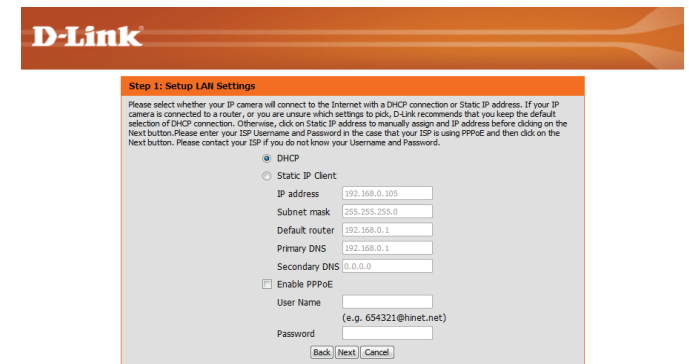 D-Link
Step 1: Setup LAN Settings
Please select whether your IP camera will connect to the Internet with a DHCP connection or Static IP address. If your IP
camera is connected to a router, or you are unsure which settings to pick, D-Link recommends that you keep the default
selection of DHCP connection. Otherwise, click on Static IP address to manually assign and IP address before clicking on the
Next button.Please enter your ISP Username and Password in the case that your ISP is using PPPoE and then click on the
Next button. Please contact your ISP if you do not know your Username and Password.
DHCP
Static IP Client
IP address 192.168.0.105
Subnet mask 255.255.255.0
Default router 192.168.0.1
Primary DNS 192.168.0.1
Secondary DNS 0.0.0.0
Enable PPPoE
User Name
(e.g. 654321@hinet.net)
Password
Back Next Cancel